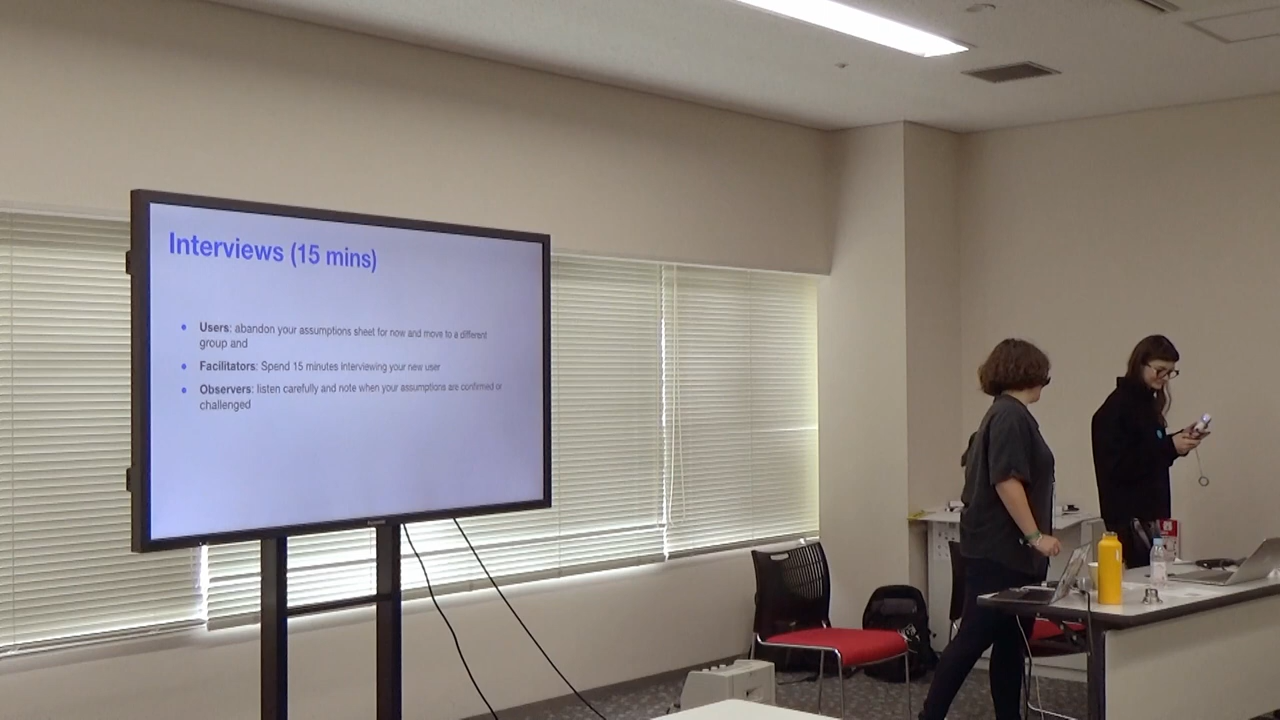 Interviews (15 mins)
• Users: abandon your assumptions sheet for now and move to a different
group and
• Facilitators: Spend 15 minutes interviewing your new user
• Observers: listen carefully and note when your assumptions are confirmed or
challenged